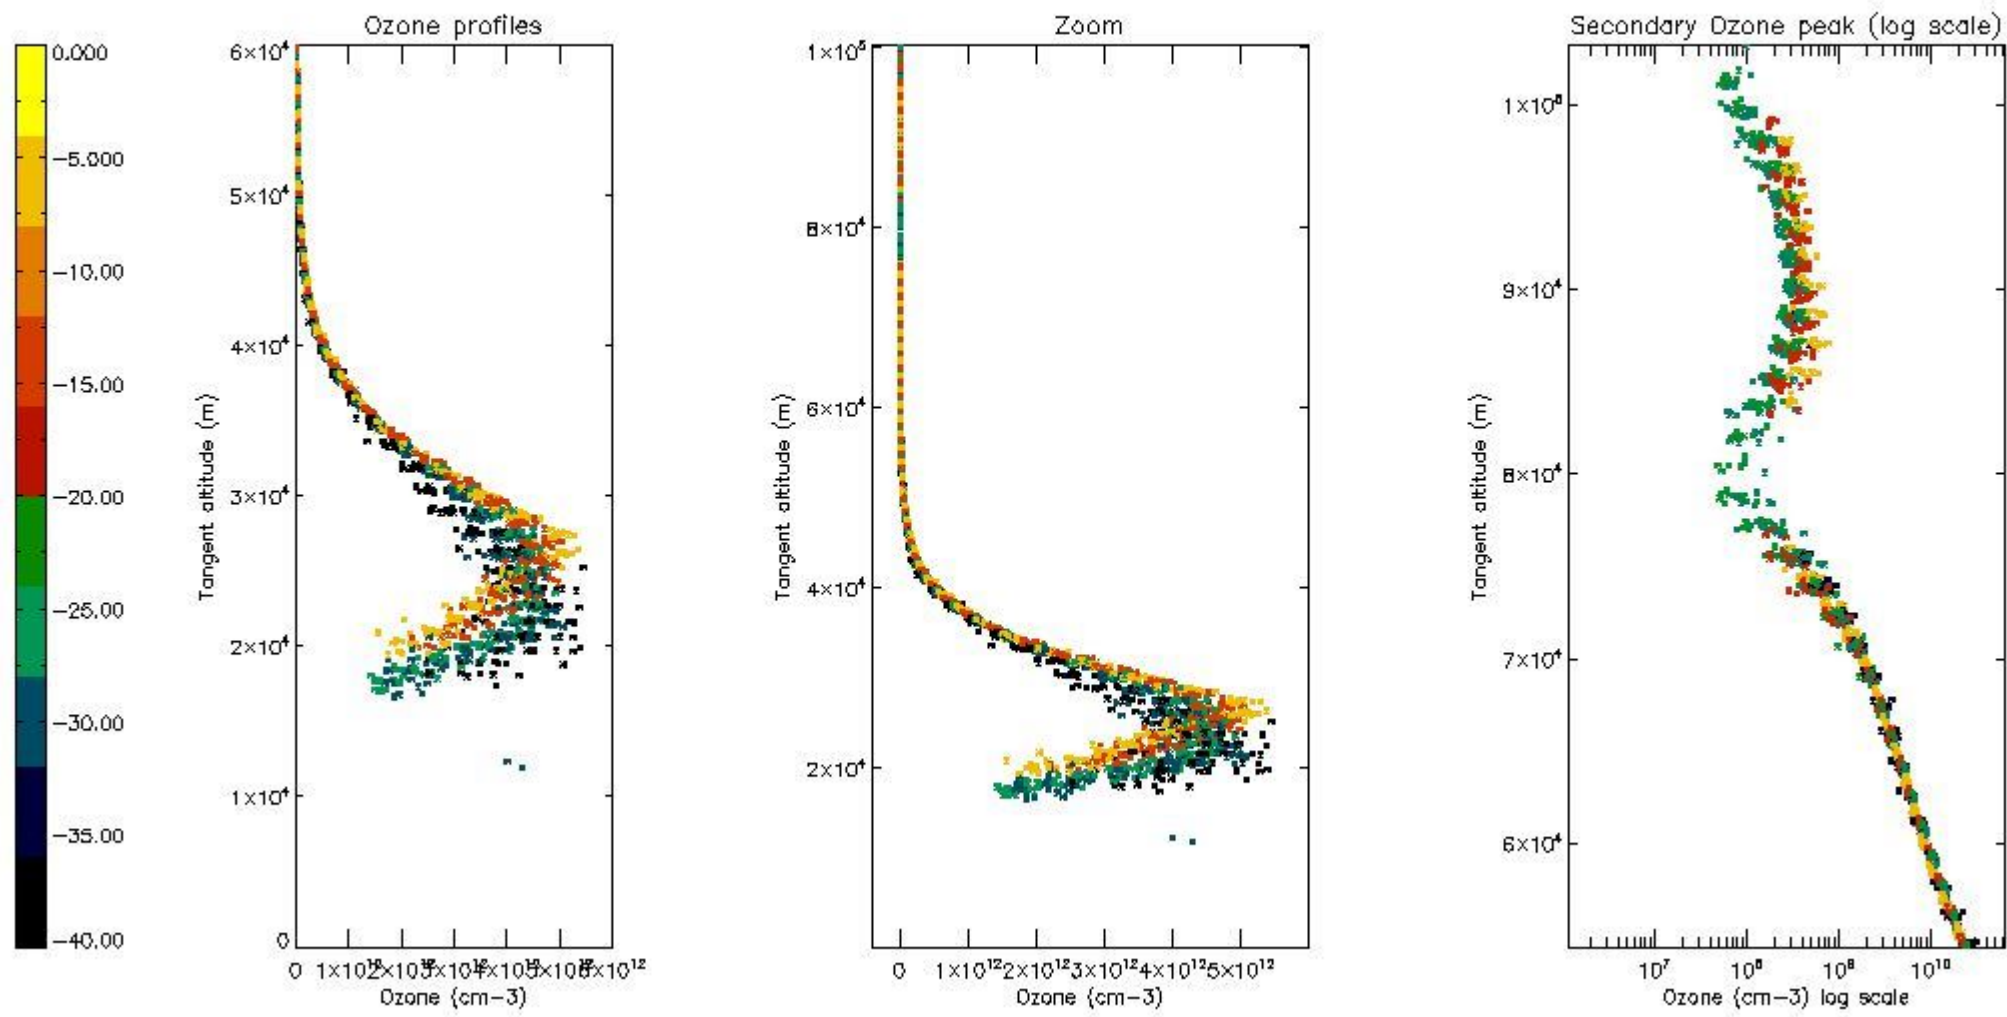 Ozone profiles
Zoom
Secondary Ozone peak (log scale)
0.000
−5.000
−10.00
−15.00
−20.00
−25.00
−30.00
−35.00
−40.00
Tangent altitude (m)
6×10⁴
5×10⁴
4×10⁴
3×10⁴
2×10⁴
1×10⁴
0
0
Ozone (cm−3)
Tangent altitude (m)
1×10⁵
8×10⁴
6×10⁴
4×10⁴
2×10⁴
0 1×10¹² 2×10¹² 3×10¹² 4×10¹² 5×10¹²
Ozone (cm−3)
Tangent altitude (m)
9×10⁴
8×10⁴
7×10⁴
6×10⁴
10⁷ 10⁸ 10⁹ 10¹⁰
Ozone (cm−3) log scale